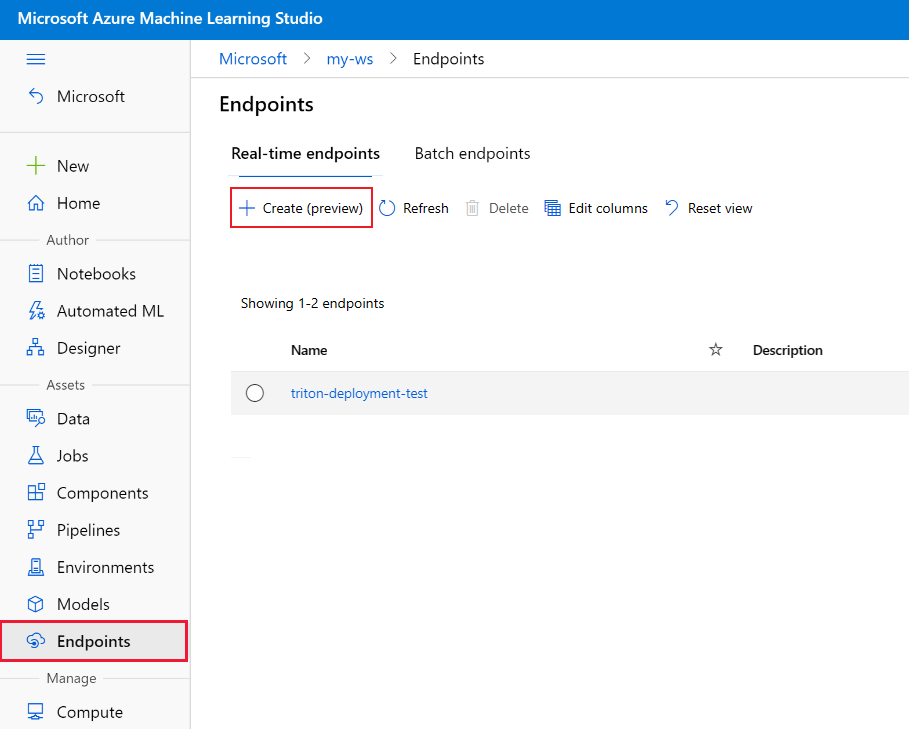 Microsoft Azure Machine Learning Studio
Microsoft
New
Home
Author
Notebooks
Automated ML
Designer
Assets
Data
Jobs
Components
Pipelines
Environments
Models
Endpoints
Manage
Compute
Microsoft > my-ws > Endpoints
Endpoints
Real-time endpoints Batch endpoints
Create (preview) Refresh Delete Edit columns Reset view
Showing 1-2 endpoints
Name Description
triton-deployment-test